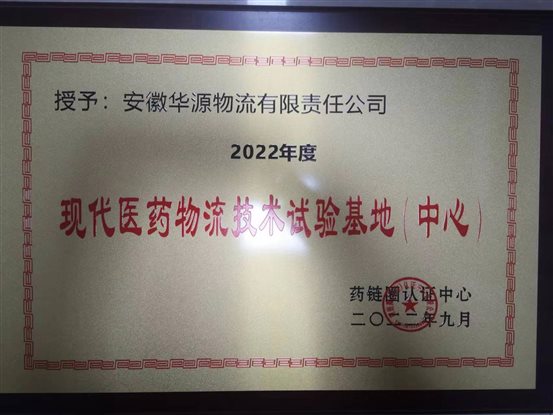 授予：安徽华源物流有限责任公司
2022年度
现代医药物流技术试验基地（中心）
药链圈认证中心
二〇二二年九月